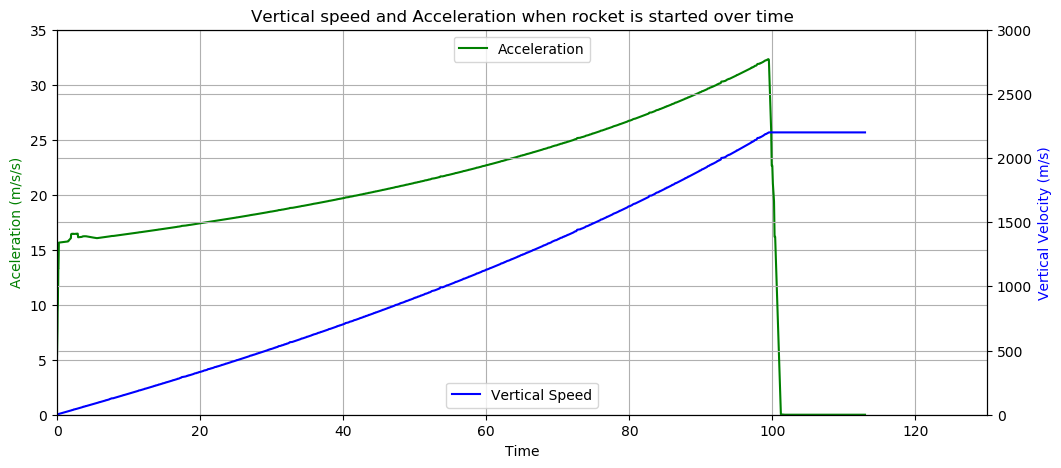 Vertical speed and Acceleration when rocket is started over time
Acceleration
Vertical Speed
Aceleration (m/s/s)
35
30
25
20
15
10
5
0
3000
2500
2000
1500
1000
500
0
Vertical Velocity (m/s)
0 20 40 60 80 100 120
Time